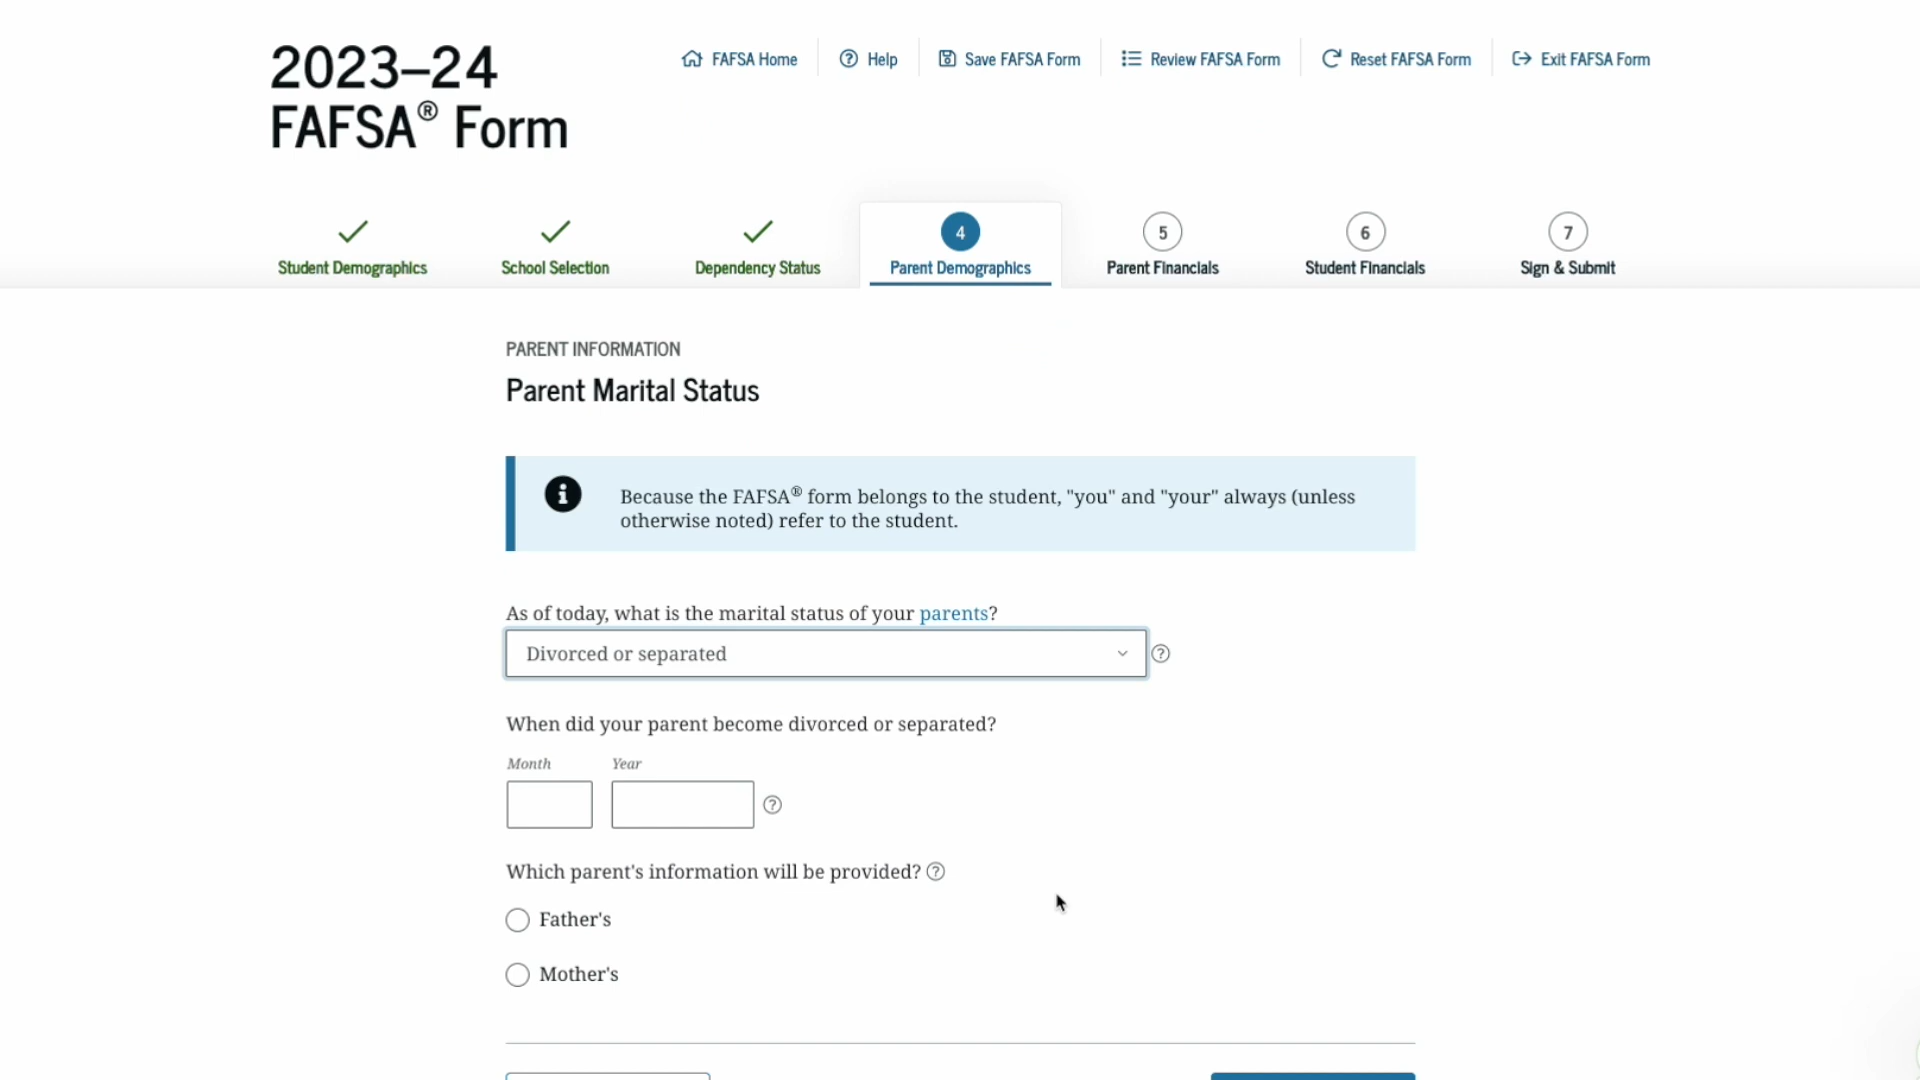 2023–24
FAFSA® Form
FAFSA Home
Help
Save FAFSA Form
Review FAFSA Form
Reset FAFSA Form
Exit FAFSA Form
Student Demographics
School Selection
Dependency Status
4
Parent Demographics
5
Parent Financials
6
Student Financials
7
Sign & Submit
PARENT INFORMATION
Parent Marital Status
Because the FAFSA® form belongs to the student, "you" and "your" always (unless
otherwise noted) refer to the student.
As of today, what is the marital status of your parents?
Divorced or separated
When did your parent become divorced or separated?
Month Year
Which parent's information will be provided?
Father's
Mother's